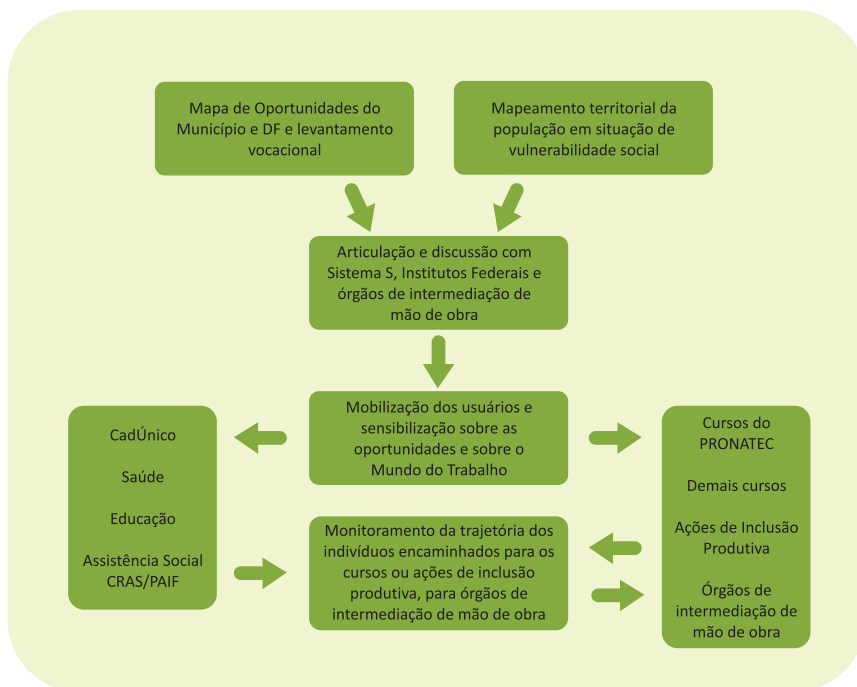 Mapa de Oportunidades do
Município e DF e levantamento
vocacional
Mapeamento territorial da
população em situação de
vulnerabilidade social
Articulação e discussão com
Sistema S, Institutos Federais e
órgãos de intermediação de
mão de obra
Mobilização dos usuários e
sensibilização sobre as
oportunidades e sobre o
Mundo do Trabalho
CadÚnico
Saúde
Educação
Assistência Social
CRAS/PAIF
Cursos do
PRONATEC
Demais cursos
Ações de Inclusão
Produtiva
Órgãos de
intermediação de
mão de obra
Monitoramento da trajetória dos
indivíduos encaminhados para os
cursos ou ações de inclusão
produtiva, para órgãos de
intermediação de mão de obra